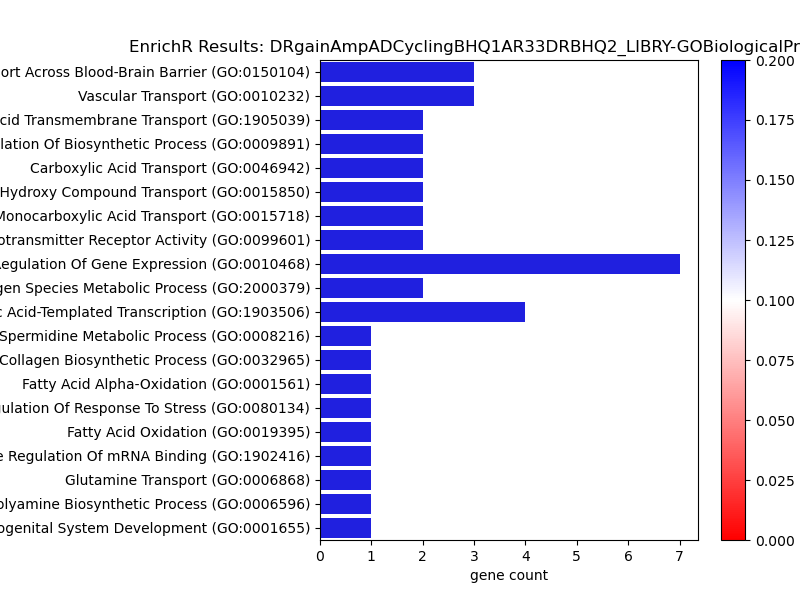 EnrichR Results: DRgainAmpADCyclingBHQ1AR33DRBHQ2_LIBRY-GOBiologicalPr
ort Across Blood-Brain Barrier (GO:0150104)
Vascular Transport (GO:0010232)
cid Transmembrane Transport (GO:1905039)
lation Of Biosynthetic Process (GO:0009891)
Carboxylic Acid Transport (GO:0046942)
Hydroxy Compound Transport (GO:0015850)
Monocarboxylic Acid Transport (GO:0015718)
otransmitter Receptor Activity (GO:0099601)
Regulation Of Gene Expression (GO:0010468)
gen Species Metabolic Process (GO:2000379)
c Acid-Templated Transcription (GO:1903506)
Spermidine Metabolic Process (GO:0008216)
Collagen Biosynthetic Process (GO:0032965)
Fatty Acid Alpha-Oxidation (GO:0001561)
ulation Of Response To Stress (GO:0080134)
Fatty Acid Oxidation (GO:0019395)
e Regulation Of mRNA Binding (GO:1902416)
Glutamine Transport (GO:0006868)
olyamine Biosynthetic Process (GO:0006596)
ogenital System Development (GO:0001655)
0 1 2 3 4 5 6 7
gene count
0.200
0.175
0.150
0.125
0.100
0.075
0.050
0.025
0.000